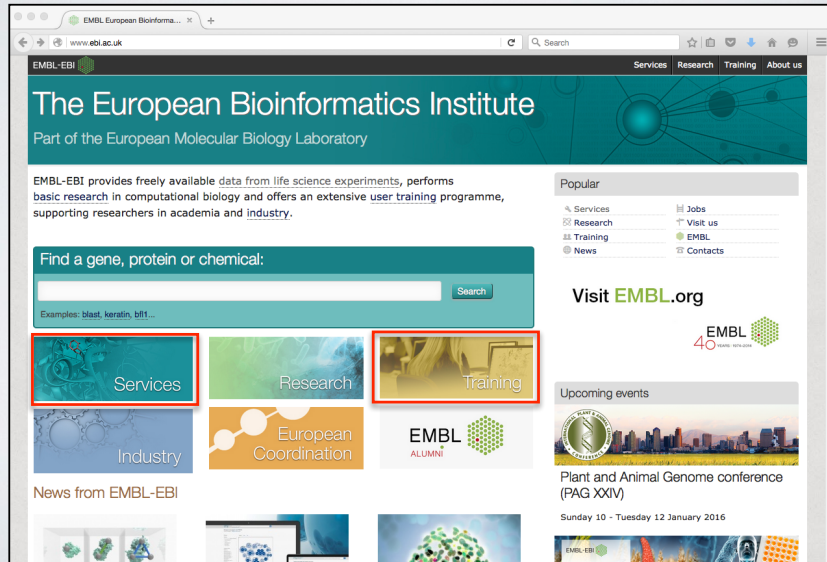 EMBL European Bioinforma... × +
www.ebi.ac.uk
Search
EMBL-EBI
Services Research Training About us
The European Bioinformatics Institute
Part of the European Molecular Biology Laboratory
EMBL-EBI provides freely available data from life science experiments, performs
basic research in computational biology and offers an extensive user training programme,
supporting researchers in academia and industry.
Popular
Services Jobs
Research Visit us
Training EMBL
News Contacts
Find a gene, protein or chemical:
Search
Examples: blast, keratin, bfl1...
Visit EMBL.org
EMBL
40 YEARS · 1974-2014
Services
Research
Training
Industry
European
Coordination
EMBL
ALUMNI
Upcoming events
Plant and Animal Genome conference
(PAG XXIV)
Sunday 10 - Tuesday 12 January 2016
EMBL-EBI
News from EMBL-EBI